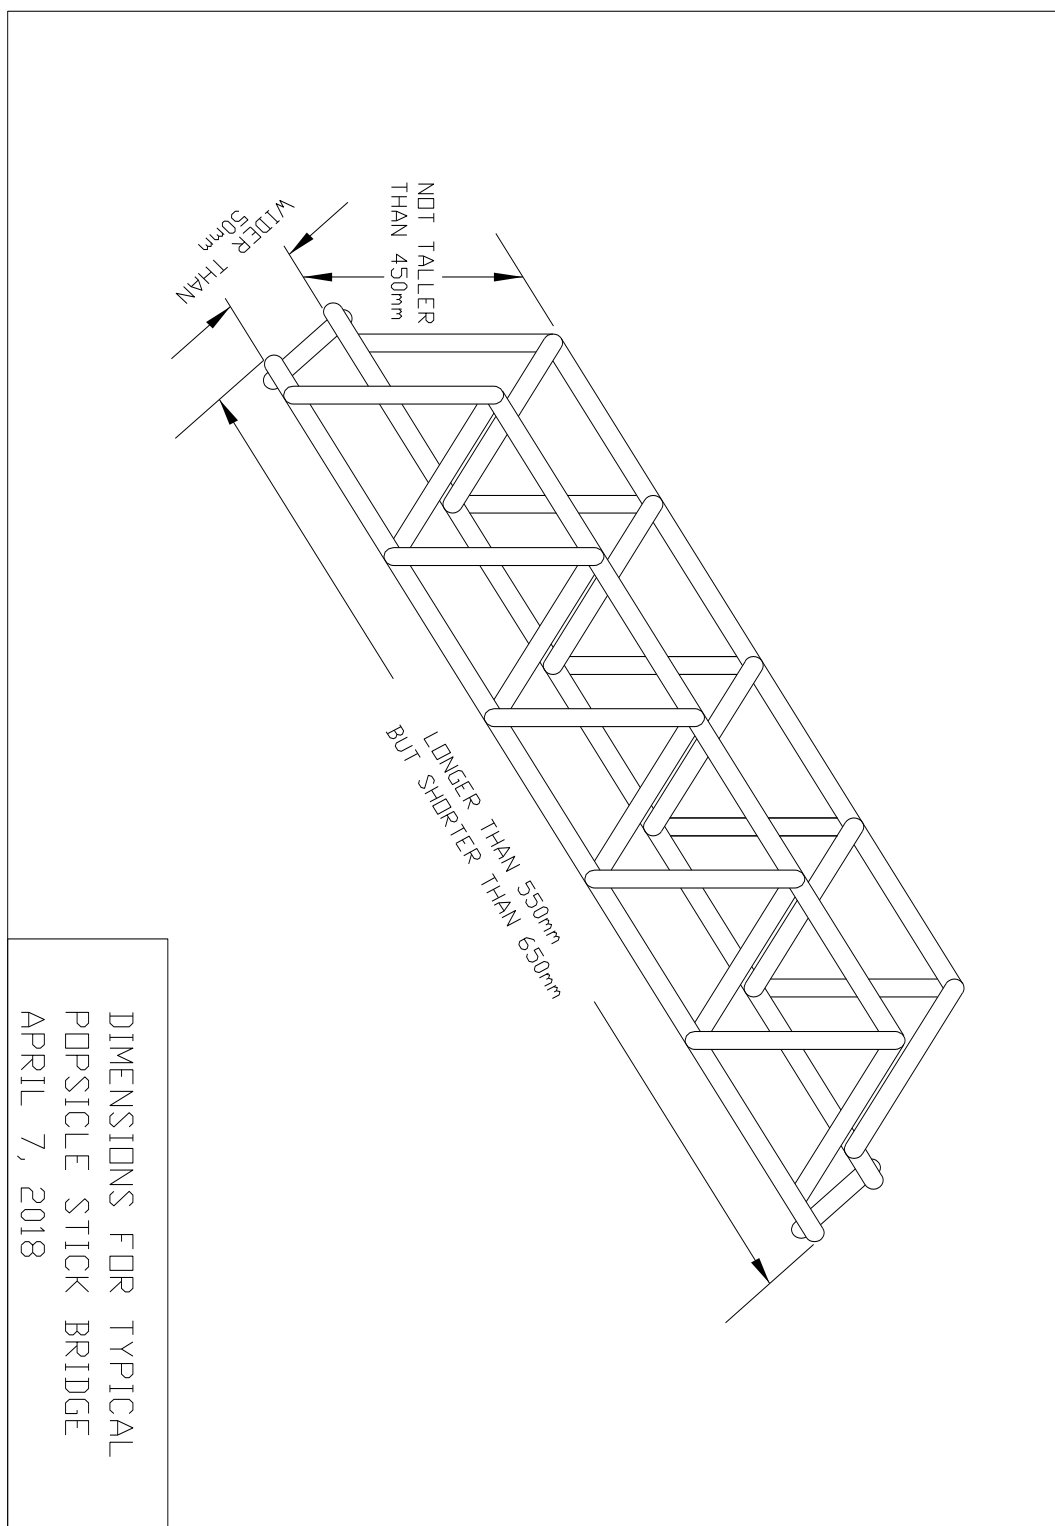 NOT TALLER
THAN 450mm
WIDER THAN
50mm
LONGER THAN 550mm
BUT SHORTER THAN 650mm
DIMENSIONS FOR TYPICAL
POPSICLE STICK BRIDGE
APRIL 7, 2018